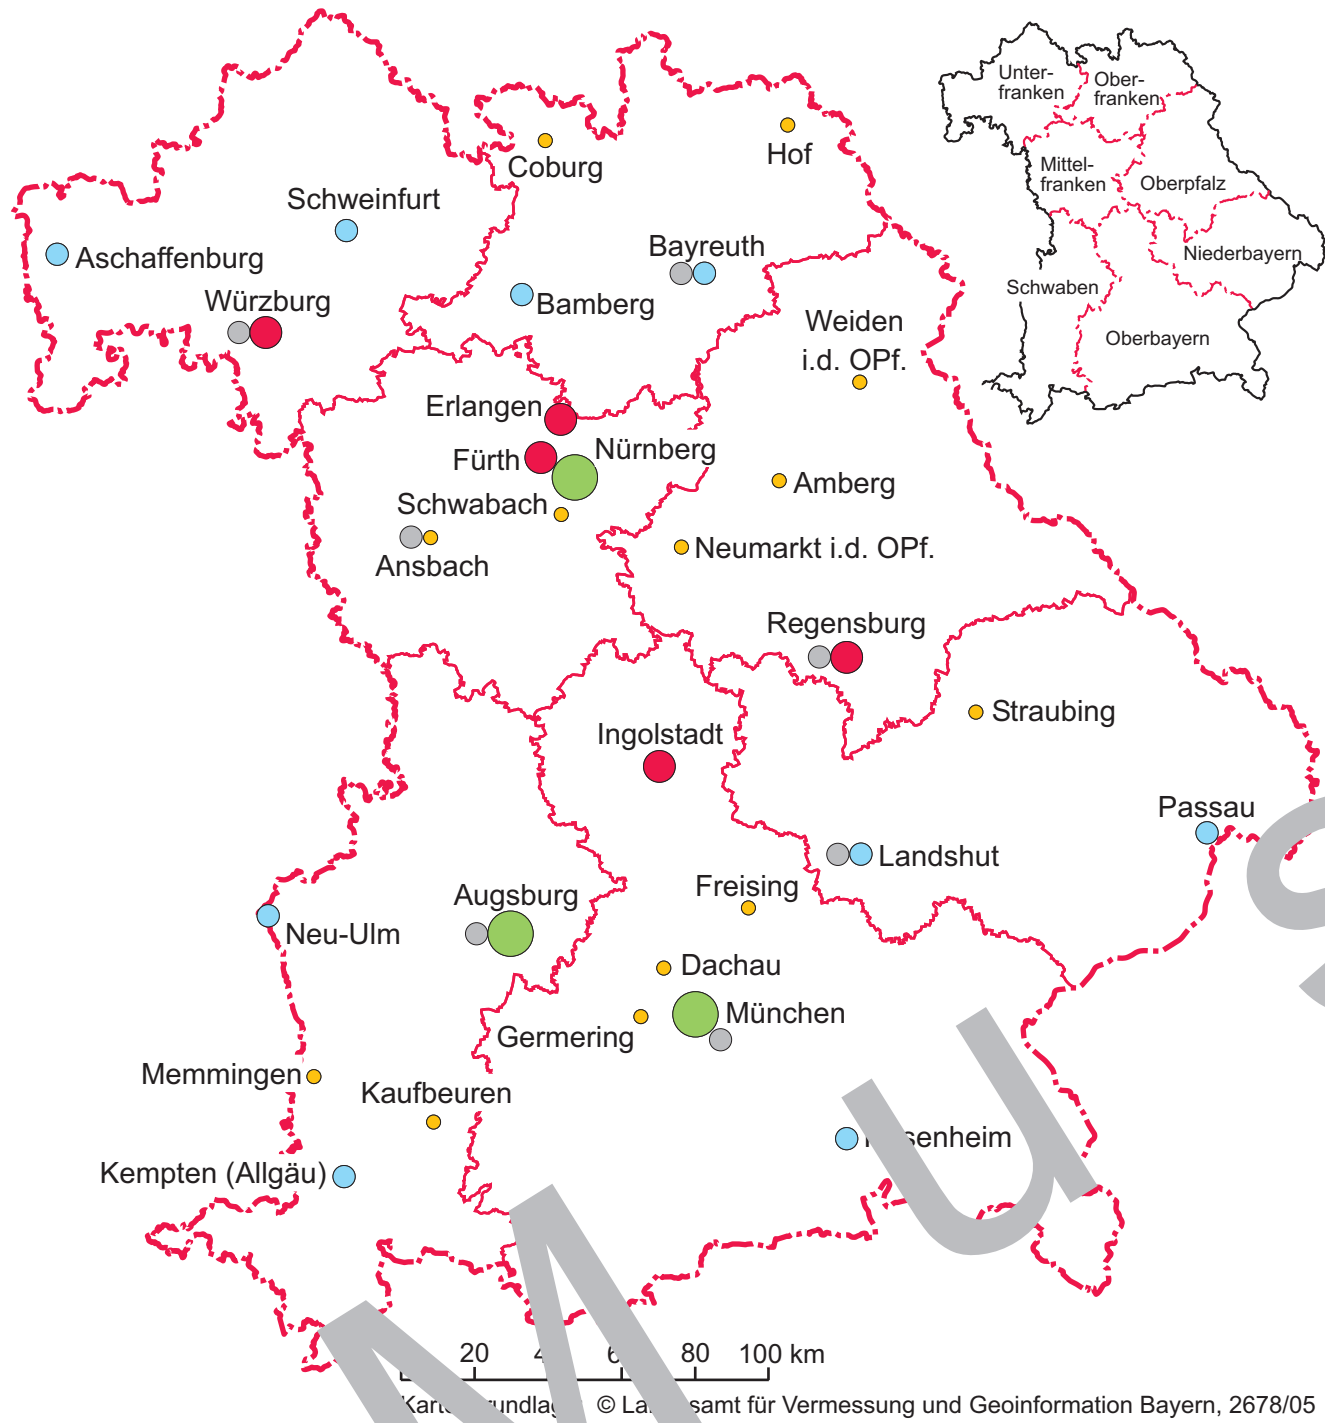 Unter-
franken
Ober-
franken
Mittel-
franken
Oberpfalz
Niederbayern
Schwaben
Oberbayern
Coburg
Hof
Schweinfurt
Aschaffenburg
Bayreuth
Würzburg
Bamberg
Weiden
i.d. OPf.
Erlangen
Nürnberg
Fürth
Amberg
Schwabach
Neumarkt i.d. OPf.
Ansbach
Regensburg
Straubing
Ingolstadt
Passau
Landshut
Freising
Augsburg
Neu-Ulm
Dachau
München
Germering
Memmingen
Kaufbeuren
Kempten (Allgäu)
20 80 100 km
© für Vermessung und Geoinformation Bayern, 2678/05
M u s